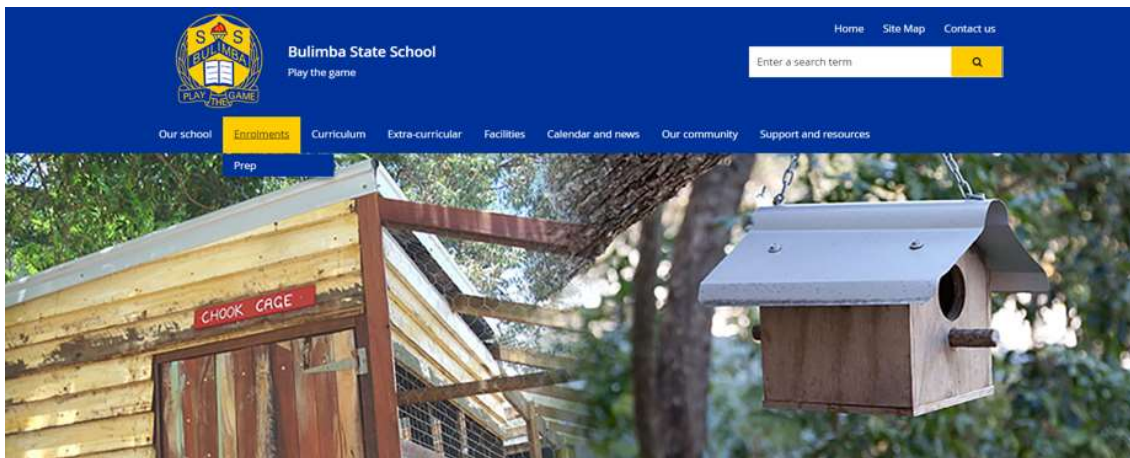 S S
BULIMBA
PLAY THE GAME
Bulimba State School
Play the game
Home Site Map Contact us
Enter a search term
Our school Enrolments Curriculum Extra-curricular Facilities Calendar and news Our community Support and resources
Prep
CHOOK CAGE